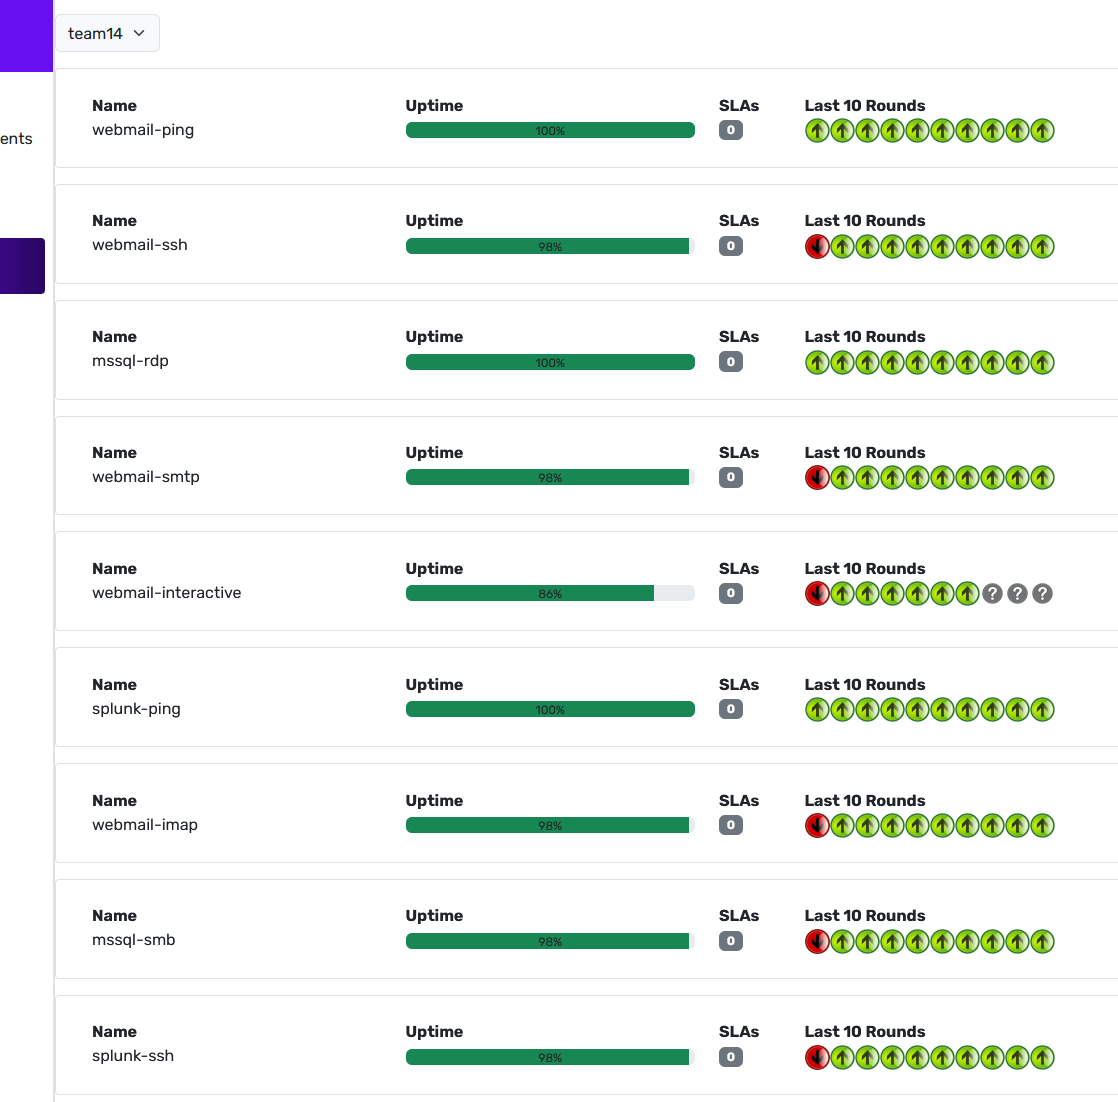 team14
ents
Name Uptime SLAs Last 10 Rounds
webmail-ping 100% 0
Name Uptime SLAs Last 10 Rounds
webmail-ssh 98% 0
Name Uptime SLAs Last 10 Rounds
mssql-rdp 100% 0
Name Uptime SLAs Last 10 Rounds
webmail-smtp 98% 0
Name Uptime SLAs Last 10 Rounds
webmail-interactive 86% 0 ? ? ?
Name Uptime SLAs Last 10 Rounds
splunk-ping 100% 0
Name Uptime SLAs Last 10 Rounds
webmail-imap 98% 0
Name Uptime SLAs Last 10 Rounds
mssql-smb 98% 0
Name Uptime SLAs Last 10 Rounds
splunk-ssh 98% 0